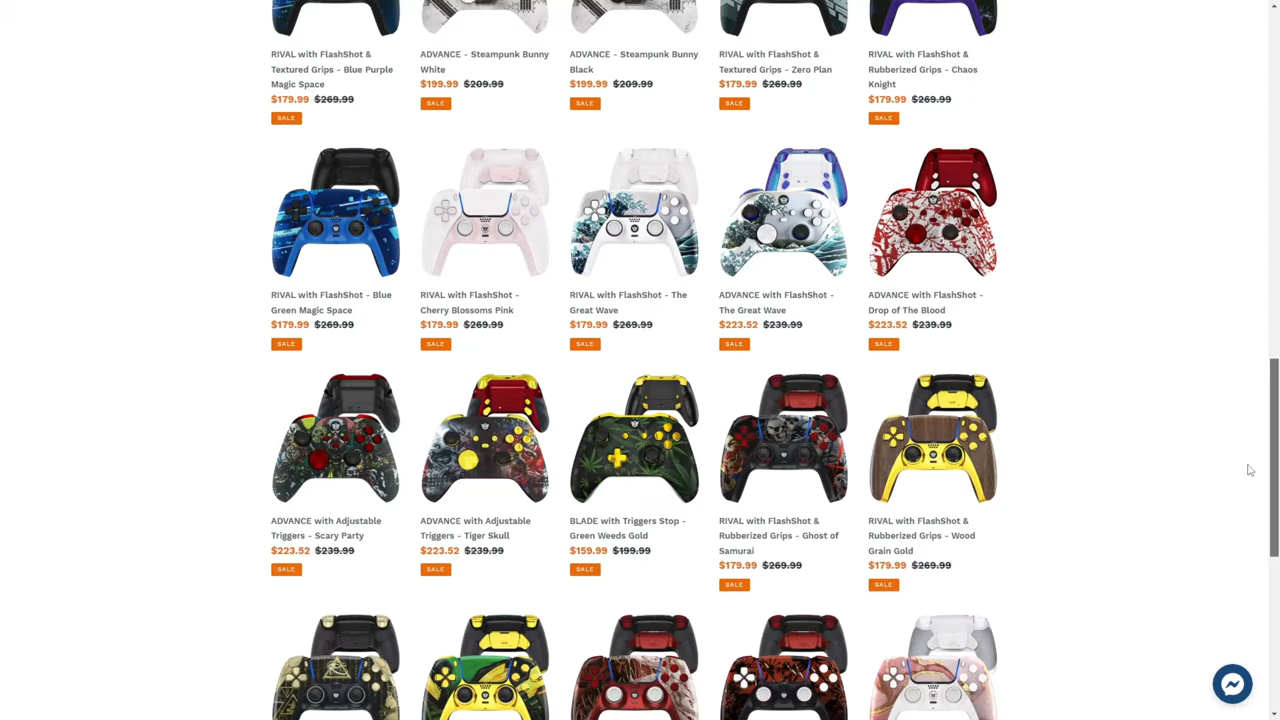 RIVAL with FlashShot &
Textured Grips - Blue Purple
Magic Space
$179.99 $269.99
SALE
ADVANCE - Steampunk Bunny
White
$199.99 $209.99
SALE
ADVANCE - Steampunk Bunny
Black
$199.99 $209.99
SALE
RIVAL with FlashShot &
Textured Grips - Zero Plan
$179.99 $269.99
SALE
RIVAL with FlashShot &
Rubberized Grips - Chaos
Knight
$179.99 $269.99
SALE
RIVAL with FlashShot - Blue
Green Magic Space
$179.99 $269.99
SALE
RIVAL with FlashShot -
Cherry Blossoms Pink
$179.99 $269.99
SALE
RIVAL with FlashShot - The
Great Wave
$179.99 $269.99
SALE
ADVANCE with FlashShot -
The Great Wave
$223.52 $239.99
SALE
ADVANCE with FlashShot -
Drop of The Blood
$223.52 $239.99
SALE
ADVANCE with Adjustable
Triggers - Scary Party
$223.52 $239.99
SALE
ADVANCE with Adjustable
Triggers - Tiger Skull
$223.52 $239.99
SALE
BLADE with Triggers Stop -
Green Weeds Gold
$159.99 $199.99
SALE
RIVAL with FlashShot &
Rubberized Grips - Ghost of
Samurai
$179.99 $269.99
SALE
RIVAL with FlashShot &
Rubberized Grips - Wood
Grain Gold
$179.99 $269.99
SALE